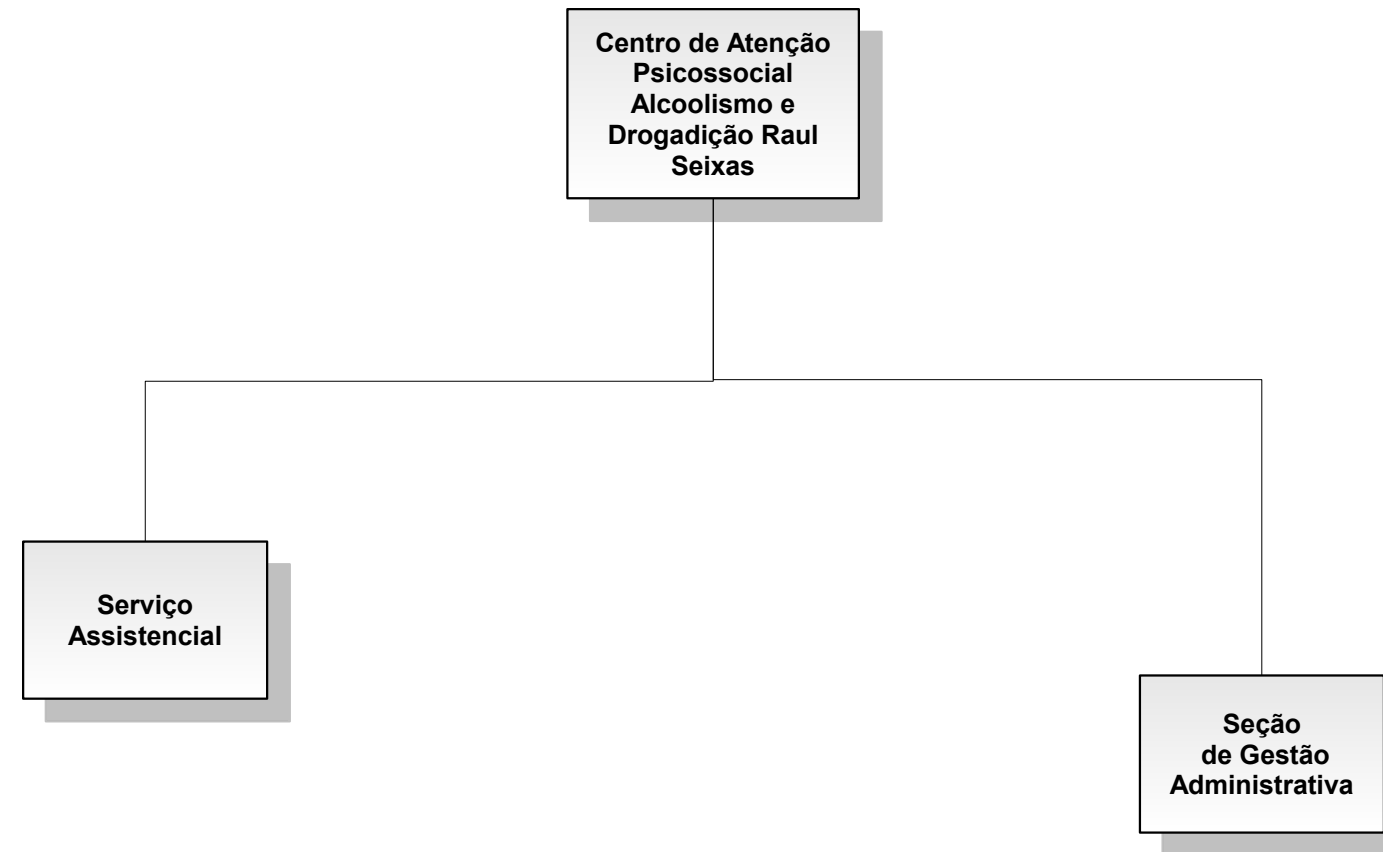 Centro de Atenção
Psicossocial
Alcoolismo e
Drogadição Raul
Seixas
Serviço
Assistencial
Seção
de Gestão
Administrativa